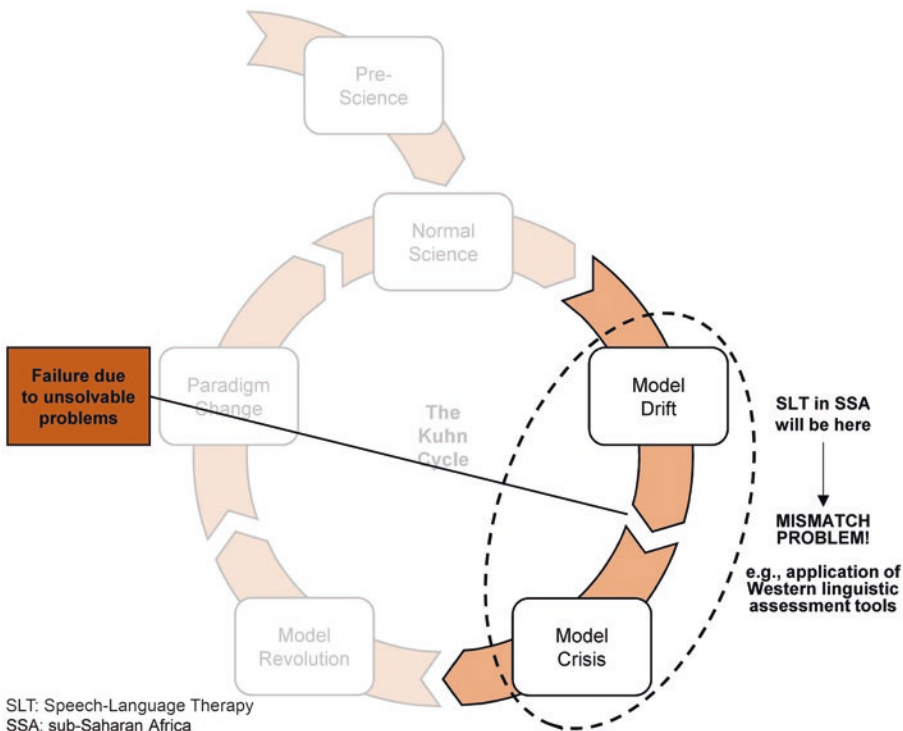 Pre-
Science
Normal
Science
Failure due
to unsolvable
problems
Paradigm
Change
The
Kuhn
Cycle
Model
Drift
SLT in SSA
will be here
MISMATCH
PROBLEM!
e.g., application of
Western linguistic
assessment tools
Model
Revolution
Model
Crisis
SLT: Speech-Language Therapy
SSA: sub-Saharan Africa